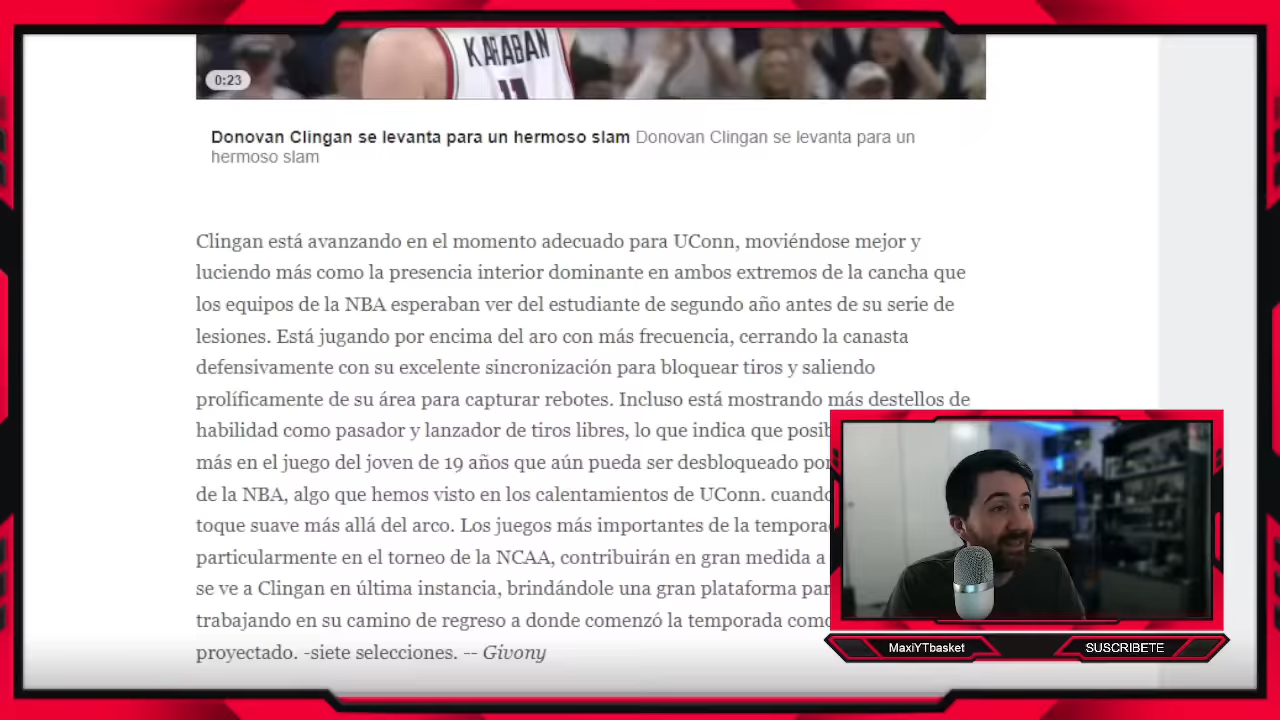 KARABAN
11
0:23
Donovan Clingan se levanta para un hermoso slam Donovan Clingan se levanta para un
hermoso slam
Clingan está avanzando en el momento adecuado para UConn, moviéndose mejor y
luciendo más como la presencia interior dominante en ambos extremos de la cancha que
los equipos de la NBA esperaban ver del estudiante de segundo año antes de su serie de
lesiones. Está jugando por encima del aro con más frecuencia, cerrando la canasta
defensivamente con su excelente sincronización para bloquear tiros y saliendo
prolíficamente de su área para capturar rebotes. Incluso está mostrando más destellos de
habilidad como pasador y lanzador de tiros libres, lo que indica que
más en el juego del joven de 19 años que aún pueda ser desbloqueado
de la NBA, algo que hemos visto en los calentamientos de UConn.
toque suave más allá del arco. Los juegos más importantes de la
particularmente en el torneo de la NCAA, contribuirán en gran medida a
se ve a Clingan en última instancia, brindándole una gran plataforma
trabajando en su camino de regreso a donde comenzó la temporada
proyectado. -siete selecciones. -- Givony
MaxiYTbasket
SUSCRIBETE